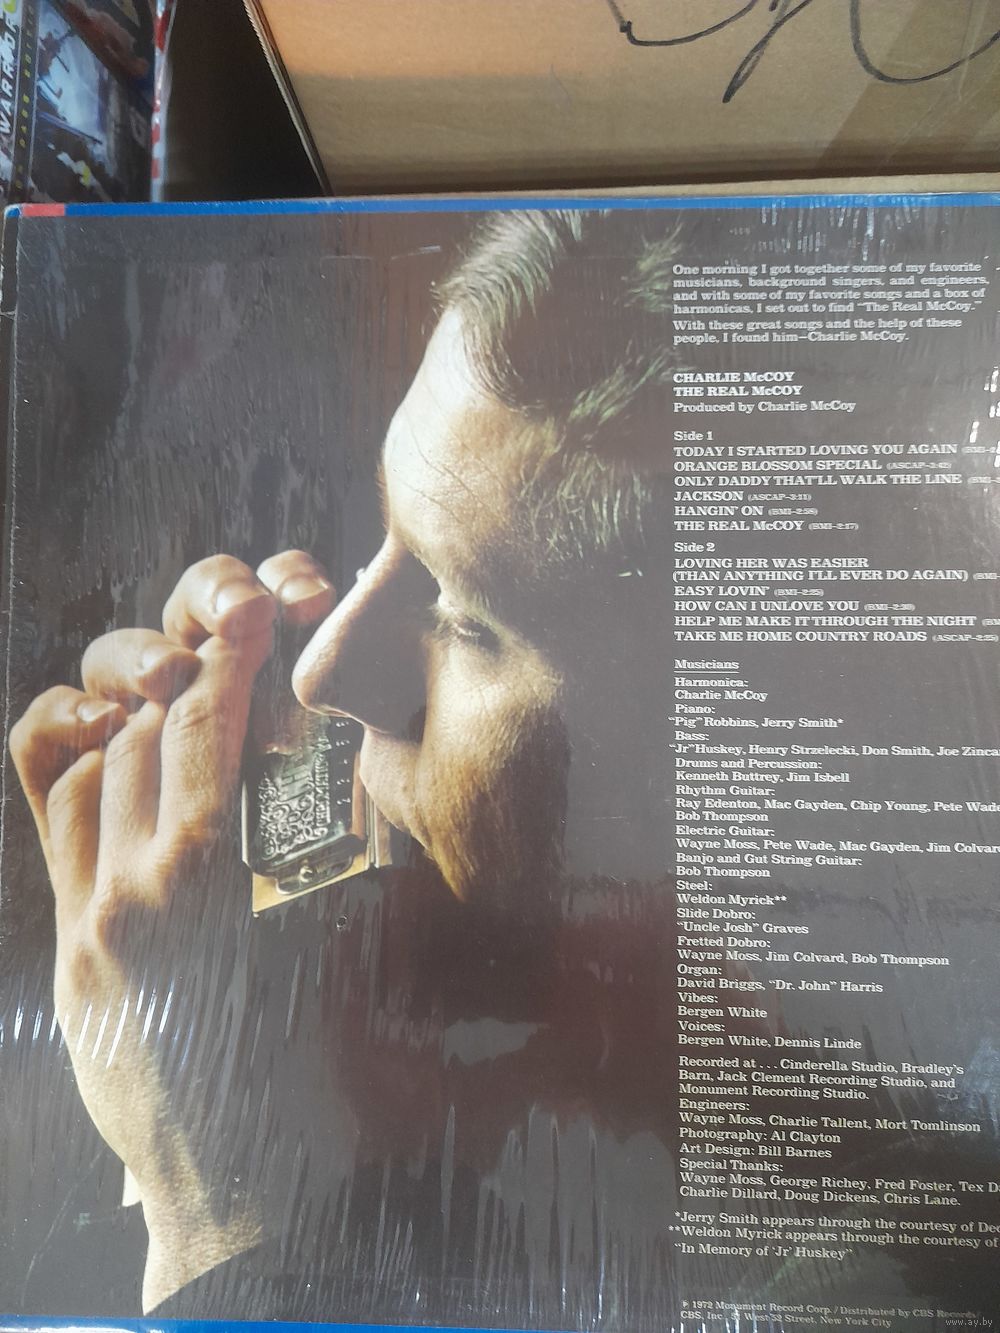 WARRIOR
One morning I got together some of my favorite
musicians, background singers, and engineers,
and with some of my favorite songs and a box of
harmonicas, I set out to find "The Real McCoy."
With these great songs and the help of these
people, I found him—Charlie McCoy.
CHARLIE McCOY
THE REAL McCOY
Produced by Charlie McCoy
Side 1
TODAY I STARTED LOVING YOU AGAIN
ORANGE BLOSSOM SPECIAL (ASCAP-3:42)
ONLY DADDY THAT'LL WALK THE LINE
JACKSON (ASCAP-3:11)
HANGIN' ON (BMI-2:58)
THE REAL McCOY (BMI-2:17)
Side 2
LOVING HER WAS EASIER
(THAN ANYTHING I'LL EVER DO AGAIN)
EASY LOVIN' (BMI-2:25)
HOW CAN I UNLOVE YOU (BMI-2:30)
HELP ME MAKE IT THROUGH THE NIGHT
TAKE ME HOME COUNTRY ROADS (ASCAP-2:25)
Musicians
Harmonica:
Charlie McCoy
Piano:
"Pig" Robbins, Jerry Smith*
Bass:
"Jr" Huskey, Henry Strzelecki, Don Smith, Joe Zinca
Drums and Percussion:
Kenneth Buttrey, Jim Isbell
Rhythm Guitar:
Ray Edenton, Mac Gayden, Chip Young, Pete Wade
Bob Thompson
Electric Guitar:
Wayne Moss, Pete Wade, Mac Gayden, Jim Colvard
Banjo and Gut String Guitar:
Bob Thompson
Steel:
Weldon Myrick**
Slide Dobro:
"Uncle Josh" Graves
Fretted Dobro:
Wayne Moss, Jim Colvard, Bob Thompson
Organ:
David Briggs, "Dr. John" Harris
Vibes:
Bergen White
Voices:
Bergen White, Dennis Linde
Recorded at . . . Cinderella Studio, Bradley's
Barn, Jack Clement Recording Studio, and
Monument Recording Studio.
Engineers:
Wayne Moss, Charlie Tallent, Mort Tomlinson
Photography: Al Clayton
Art Design: Bill Barnes
Special Thanks:
Wayne Moss, George Richey, Fred Foster, Tex D
Charlie Dillard, Doug Dickens, Chris Lane.
*Jerry Smith appears through the courtesy of Dec
**Weldon Myrick appears through the courtesy of
"In Memory of 'Jr' Huskey"
℗ 1972 Monument Record Corp./Distributed by CBS Records/
CBS, Inc., 51 West 52 Street, New York City
www.ay.by